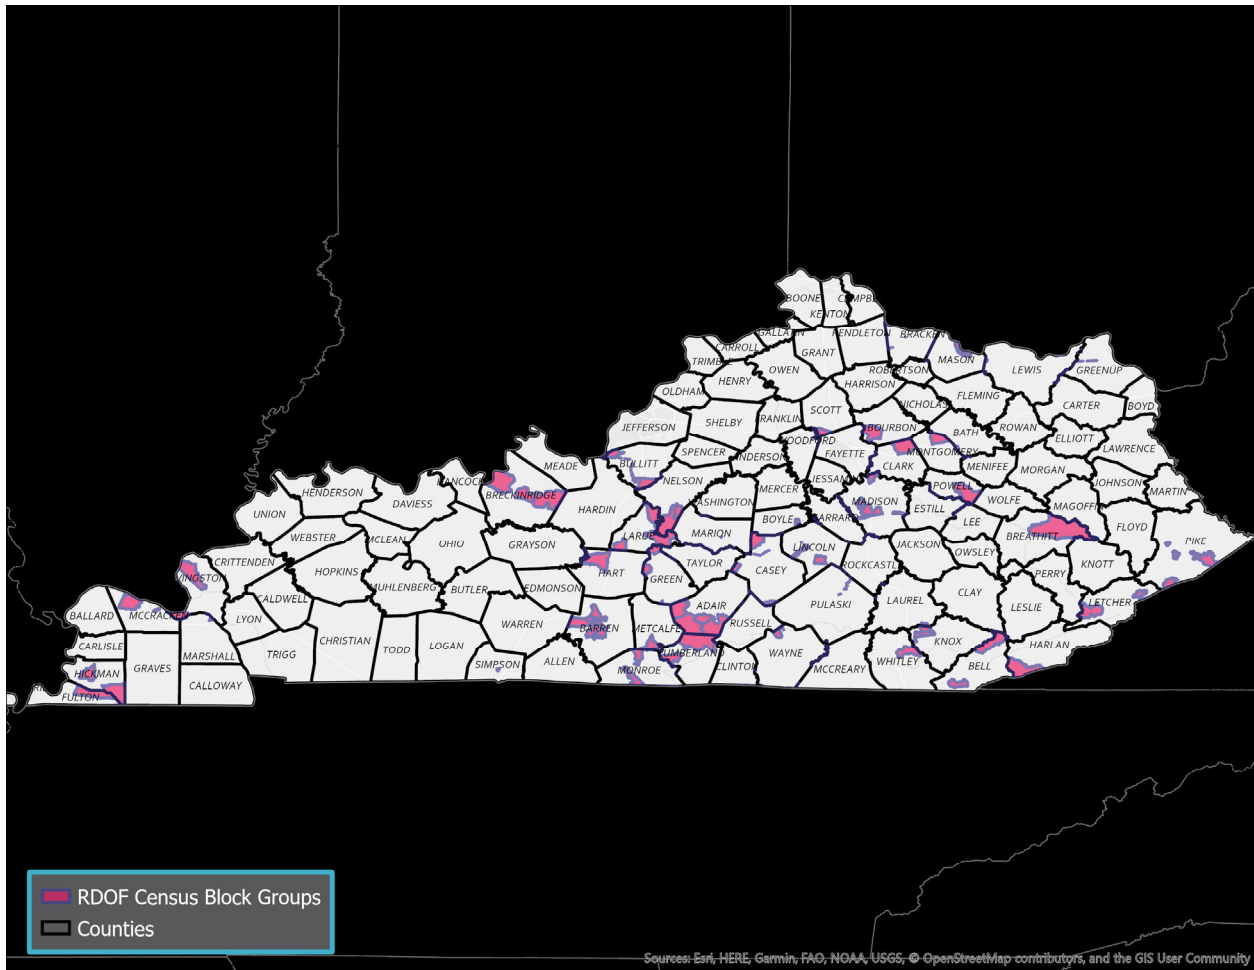 BOONE
CAMPB
KENTON
GALLATIN
PENDLETON
BRACKEN
CARROLL
GRANT
MASON
TRIMBLE
OWEN
LEWIS
GREENUP
HENRY
ROBERTSON
HARRISON
OLDHAM
NICHOLAS
FLEMING
CARTER
BOYD
SCOTT
SHELBY
FRANKLIN
JEFFERSON
BOURBON
ROWAN
BATH
ELLIOTT
WOODFORD
FAYETTE
MONTGOMERY
LAWRENCE
SPENCER
ANDERSON
BULLITT
CLARK
MENIFEE
MORGAN
MEADE
NELSON
JESSAM
POWELL
JOHNSON
HANCOCK
MERCER
MARTIN
HENDERSON
BRECKINRIDGE
WASHINGTON
MADISON
WOLFE
DAVIESS
HARDIN
ESTILL
MAGOFFIN
UNION
BOYLE
GARRARD
LEE
FLOYD
WEBSTER
MCLEAN
OHIO
GRAYSON
LARUE
MARION
BREATHITT
PIKE
LINCOLN
JACKSON
OWSLEY
CRITTENDEN
TAYLOR
CASEY
ROCKCASTL
KNOTT
HOPKINS
HART
GREEN
PERRY
VINGSTON
MUHLENBERG
BUTLER
EDMONSON
CLAY
CALDWELL
PULASKI
LAUREL
LESLIE
LETCHER
BALLARD
MCCRACKEN
LYON
WARREN
BARREN
METCALFE
ADAIR
RUSSELL
CARLISLE
CHRISTIAN
TODD
LOGAN
KNOX
HARLAN
GRAVES
MARSHALL
TRIGG
SIMPSON
ALLEN
CUMBERLAND
WAYNE
HICKMAN
MONROE
CLINTON
MCCREARY
WHITLEY
BELL
CALLOWAY
FULTON
RDOF Census Block Groups
Counties
Sources: Esri, HERE, Garmin, FAO, NOAA, USGS, © OpenStreetMap contributors, and the GIS User Community